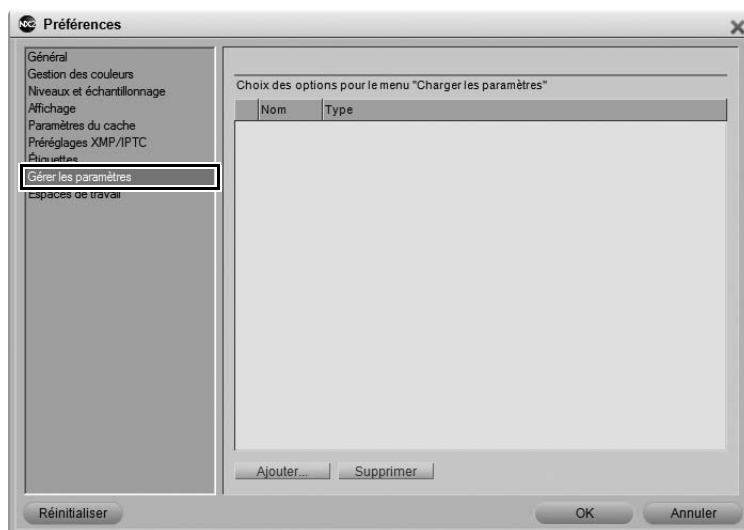 NX2 Préférences
Général
Gestion des couleurs
Niveaux et échantillonnage
Affichage
Paramètres du cache
Préréglages XMP/IPTC
Étiquettes
Gérer les paramètres
Espaces de travail
Choix des options pour le menu "Charger les paramètres"
Nom Type
Ajouter... Supprimer
Réinitialiser OK Annuler